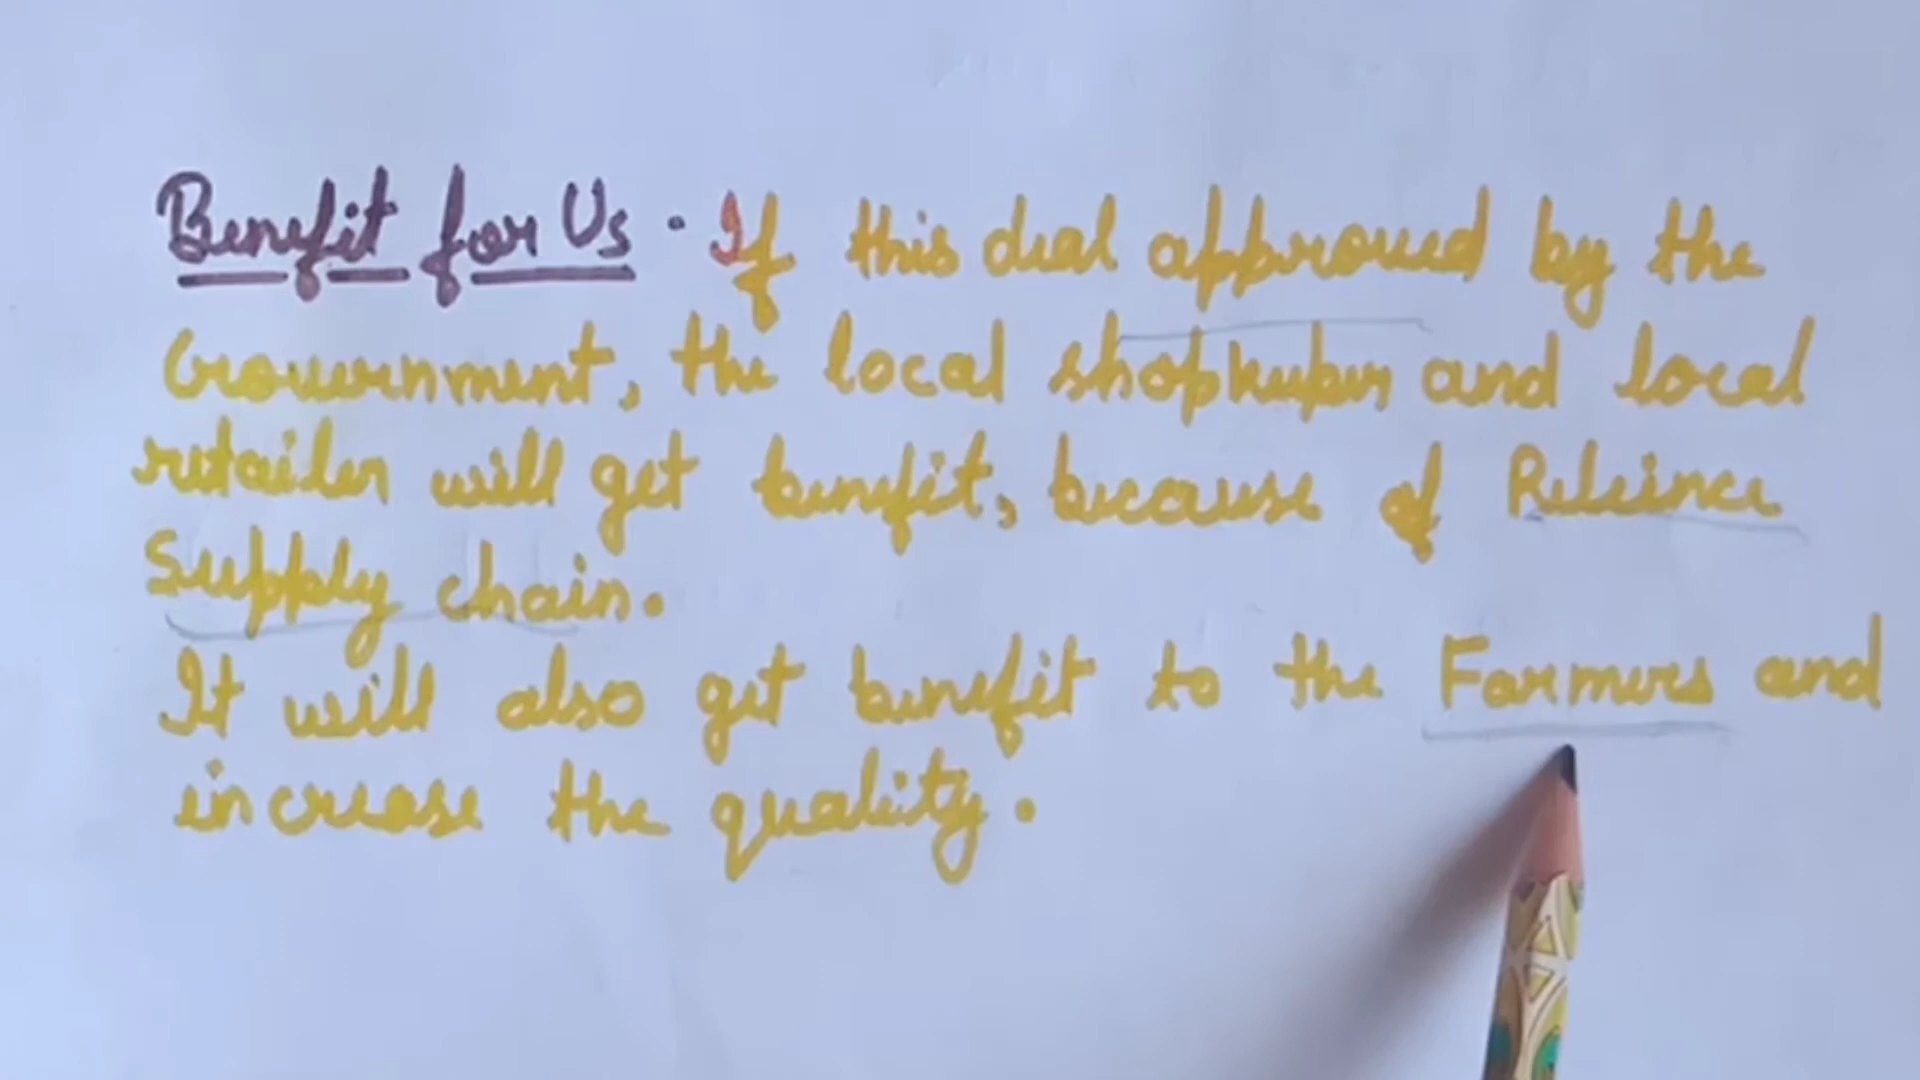 Benefit for Us. If this deal approved by the
Government, the local shopkeeper and local
retailer will get benefit, because of Releince
Supply chain.
It will also get benefit to the Farmers and
increase the quality.